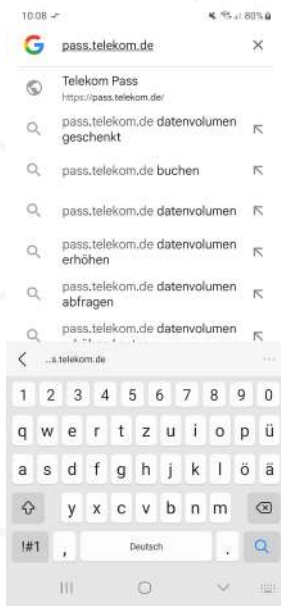 10:08
80%
pass.telekom.de
Telekom Pass
https://pass.telekom.de/
pass.telekom.de datenvolumen
geschenkt
pass.telekom.de buchen
pass.telekom.de datenvolumen
pass.telekom.de datenvolumen
erhöhen
pass.telekom.de datenvolumen
abfragen
pass.telekom.de datenvolumen
...s.telekom.de
1 2 3 4 5 6 7 8 9 0
q w e r t z u i o p ü
a s d f g h j k l ö ä
y x c v b n m
!#1 , Deutsch .